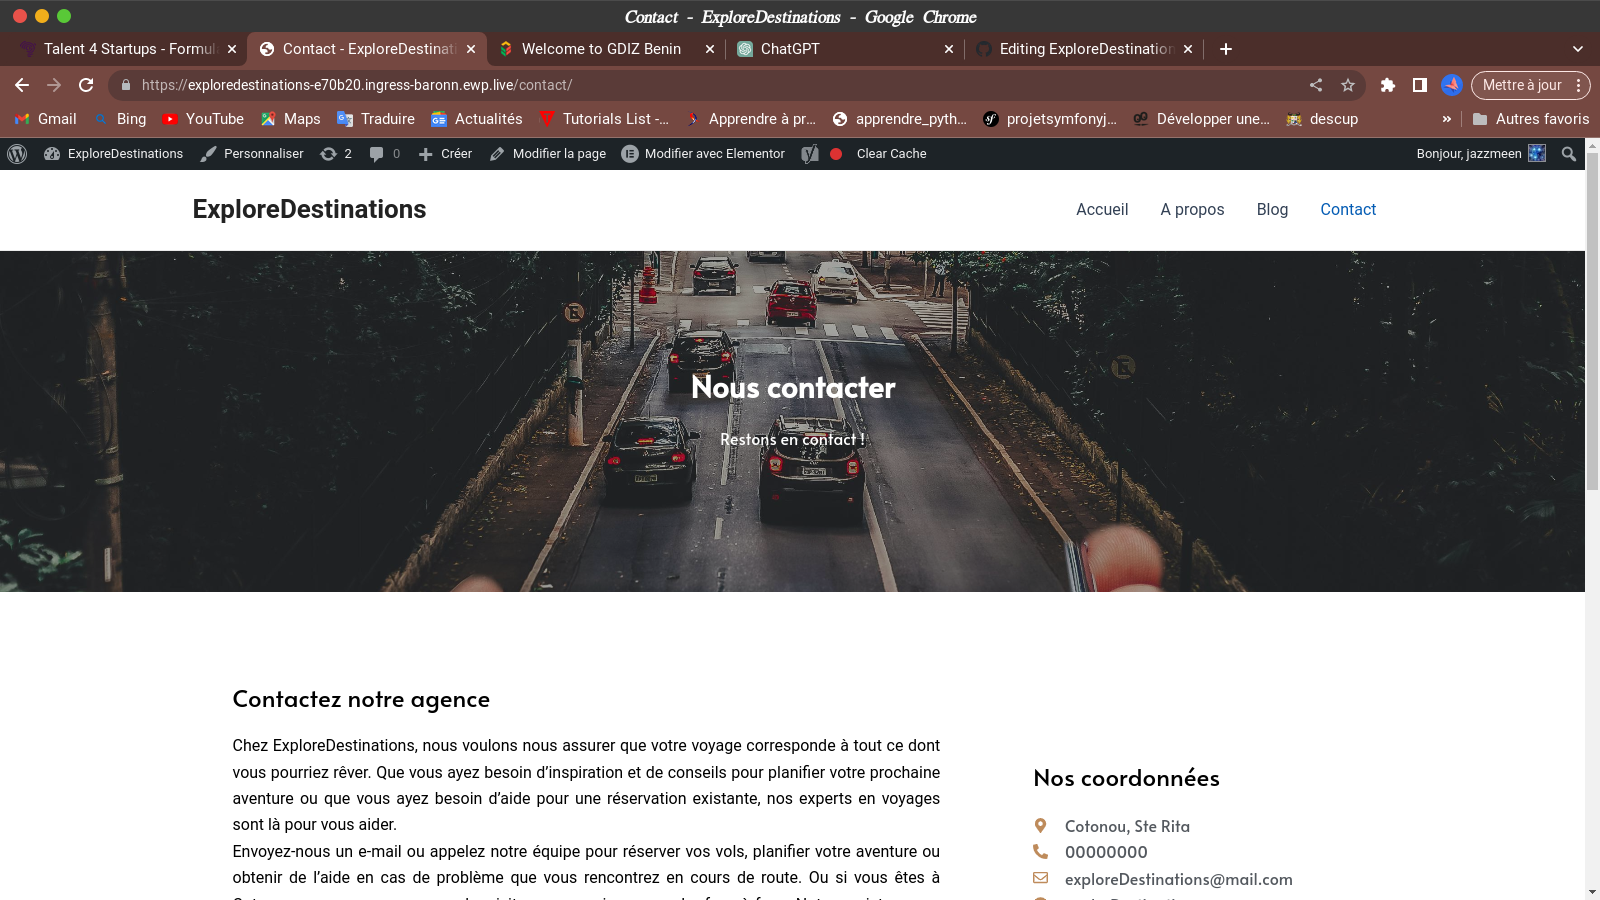 Contact - ExploreDestinations - Google Chrome
Talent 4 Startups - Formul
Contact - ExploreDestinati
Welcome to GDIZ Benin
ChatGPT
Editing ExploreDestination
https://exploredestinations-e70b20.ingress-baronn.ewp.live/contact/
Mettre à jour
Gmail
Bing
YouTube
Maps
Traduire
Actualités
Tutorials List -...
Apprendre à pr...
apprendre_pyth...
projetsymfonyj...
Développer une...
descup
»
Autres favoris
ExploreDestinations
Personnaliser
2
0
Créer
Modifier la page
Modifier avec Elementor
Clear Cache
Bonjour, jazzmeen
ExploreDestinations
Accueil
A propos
Blog
Contact
Nous contacter
Restons en contact !
Contactez notre agence
Chez ExploreDestinations, nous voulons nous assurer que votre voyage corresponde à tout ce dont
vous pourriez rêver. Que vous ayez besoin d'inspiration et de conseils pour planifier votre prochaine
aventure ou que vous ayez besoin d'aide pour une réservation existante, nos experts en voyages
sont là pour vous aider.
Envoyez-nous un e-mail ou appelez notre équipe pour réserver vos vols, planifier votre aventure ou
obtenir de l'aide en cas de problème que vous rencontrez en cours de route. Ou si vous êtes à
Nos coordonnées
Cotonou, Ste Rita
00000000
exploreDestinations@mail.com